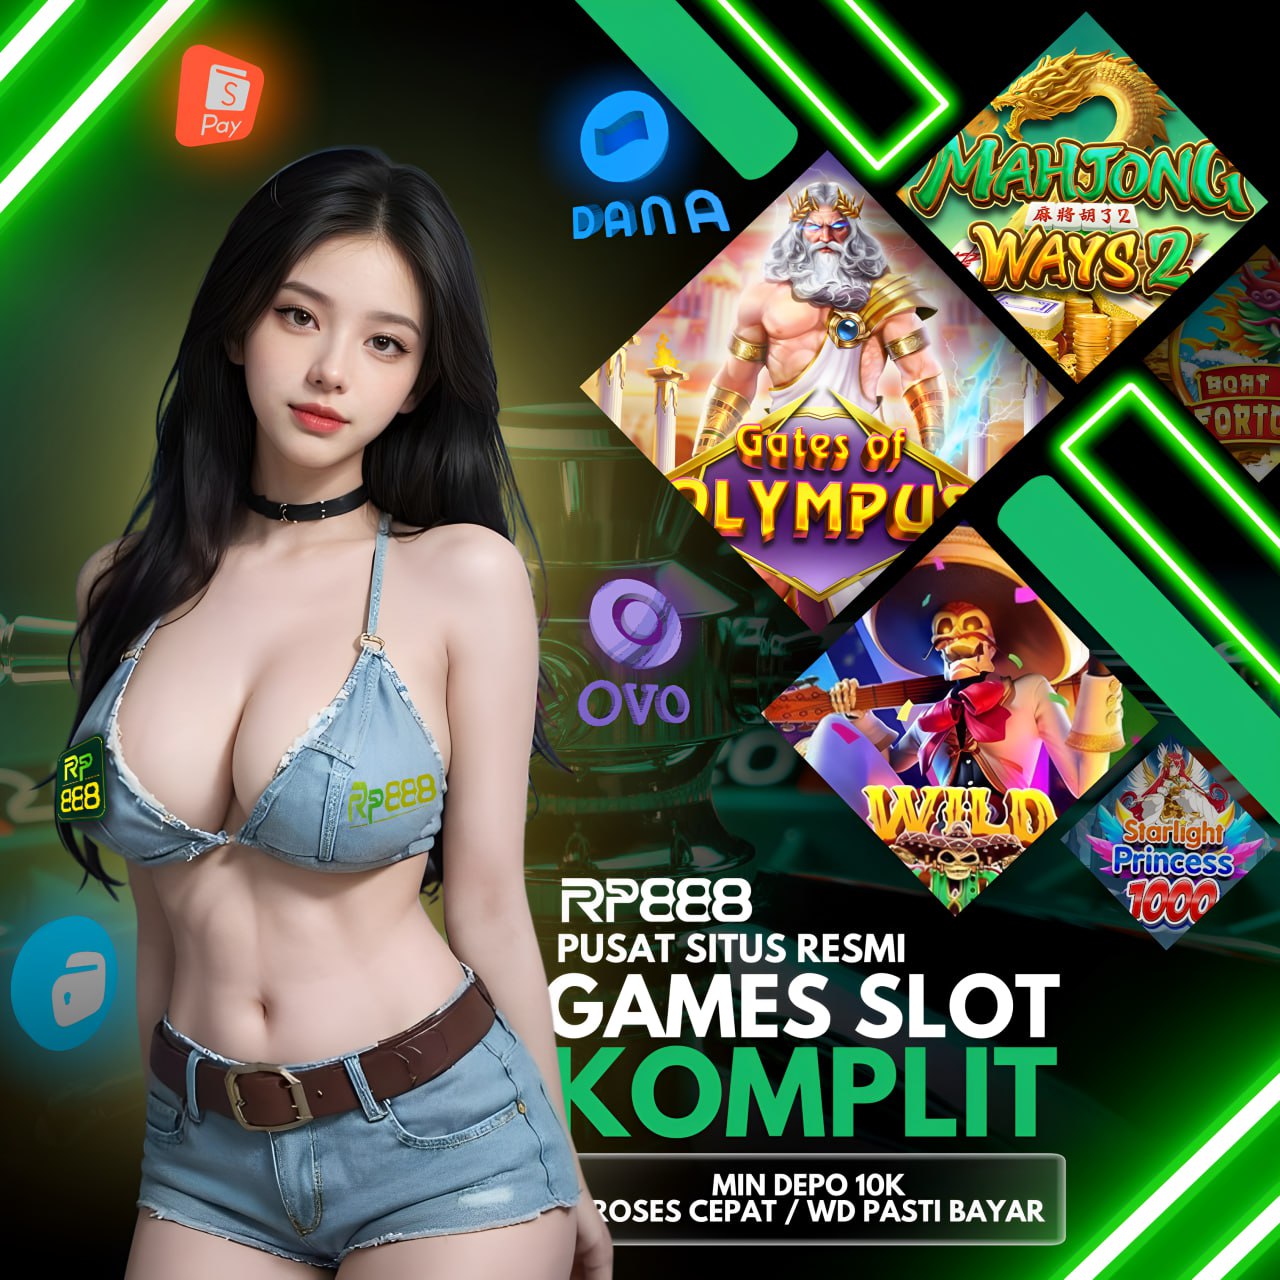 S
Pay
DANA
MAHJONG
麻將胡了2
WAYS 2
Gates of
OLYMPUS
BOAT
FORTU
OVO
WILD
RP
888
RP888
Starlight
Princess
1000
RP888
PUSAT SITUS RESMI
GAMES SLOT
KOMPLIT
MIN DEPO 10K
ROSES CEPAT / WD PASTI BAYAR